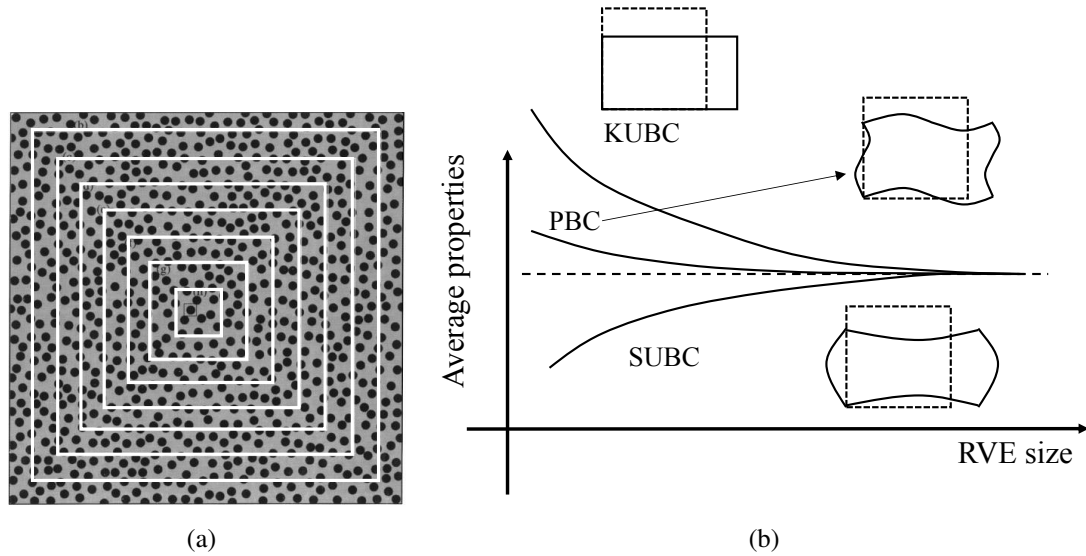 (b)
(g)
KUBC
PBC
SUBC
Average properties
RVE size
(a)
(b)